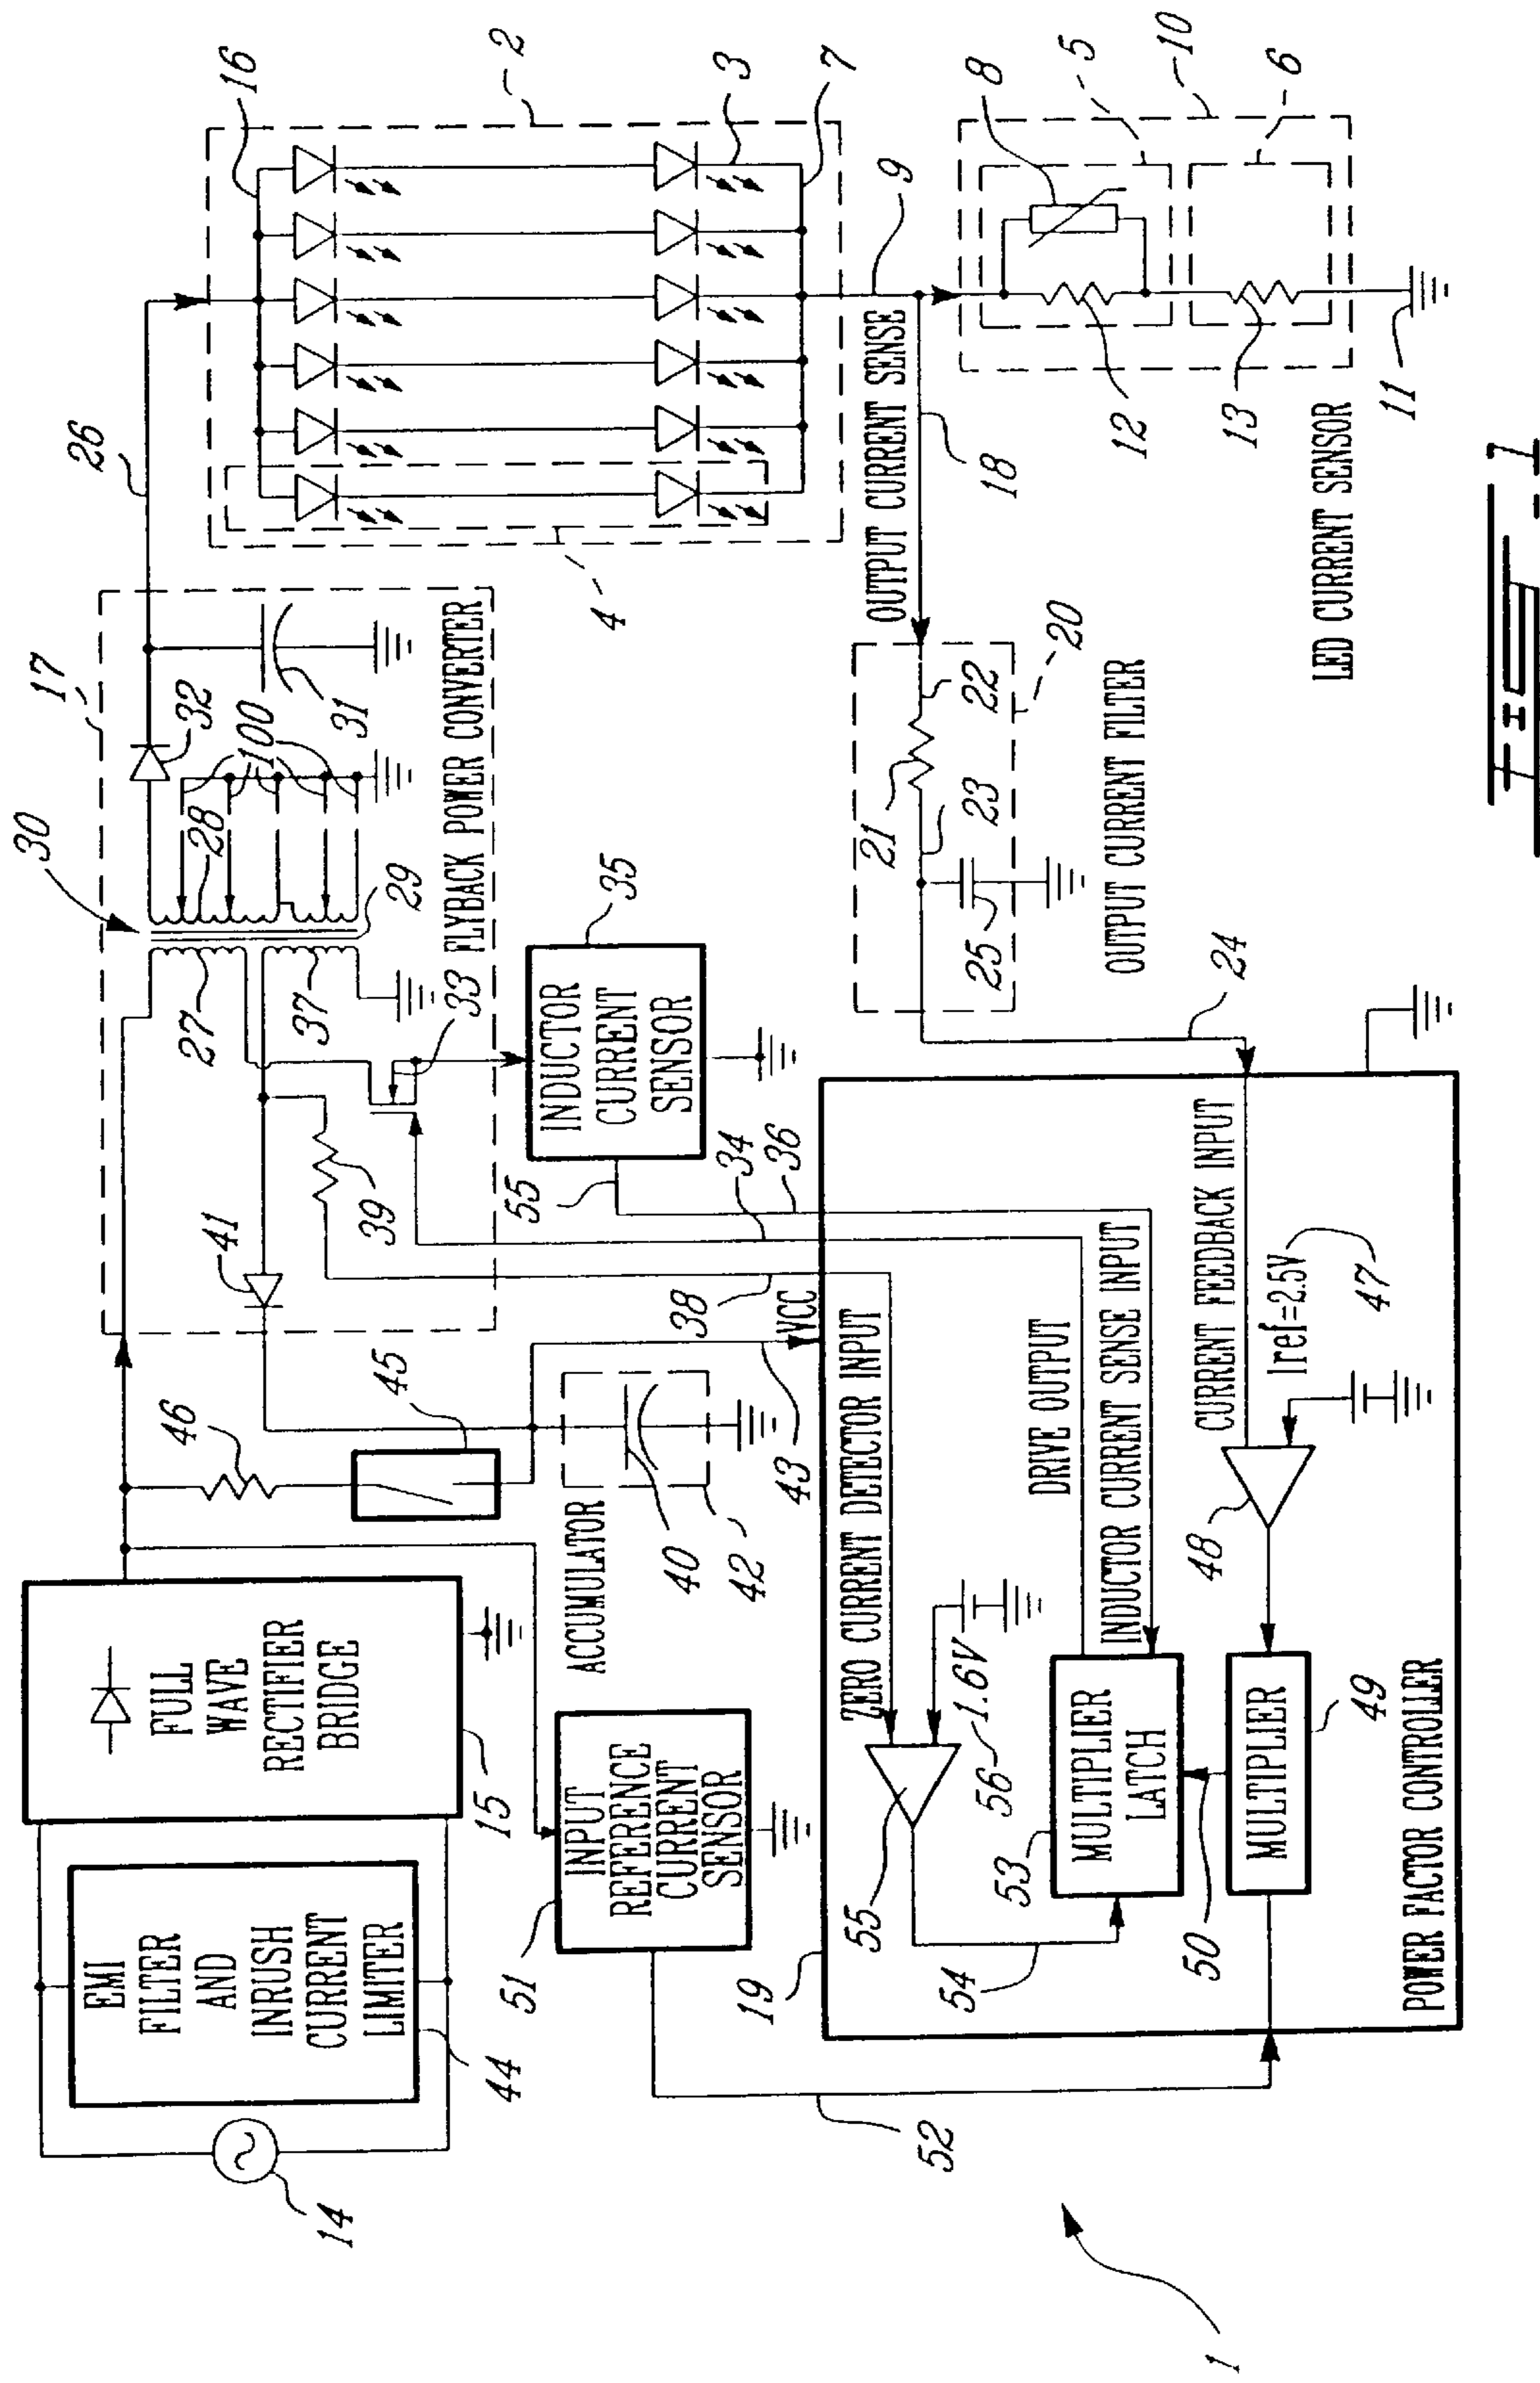 30
17
26
16
2
14
44
EMI
FILTER
AND
INRUSH
CURRENT
LIMITER
15
FULL
WAVE
RECTIFIER
BRIDGE
46
45
41
27
37
39
28
29
100
32
31
33
FLYBACK POWER CONVERTER
4
3
7
51
INPUT
REFERENCE
CURRENT
SENSOR
ACCUMULATOR
40
42
43
VCC
38
55
34
36
35
INDUCTOR
CURRENT
SENSOR
OUTPUT CURRENT SENSE
9
18
20
21
22
23
25
OUTPUT CURRENT FILTER
24
8
5
10
6
12
13
11
LED CURRENT SENSOR
52
19
ZERO CURRENT DETECTOR INPUT
55
56
1.6V
54
DRIVE OUTPUT
INDUCTOR CURRENT SENSE INPUT
53
MULTIPLIER
LATCH
50
MULTIPLIER
49
48
CURRENT FEEDBACK INPUT
Iref=2.5V
47
POWER FACTOR CONTROLLER
1
FIG-1